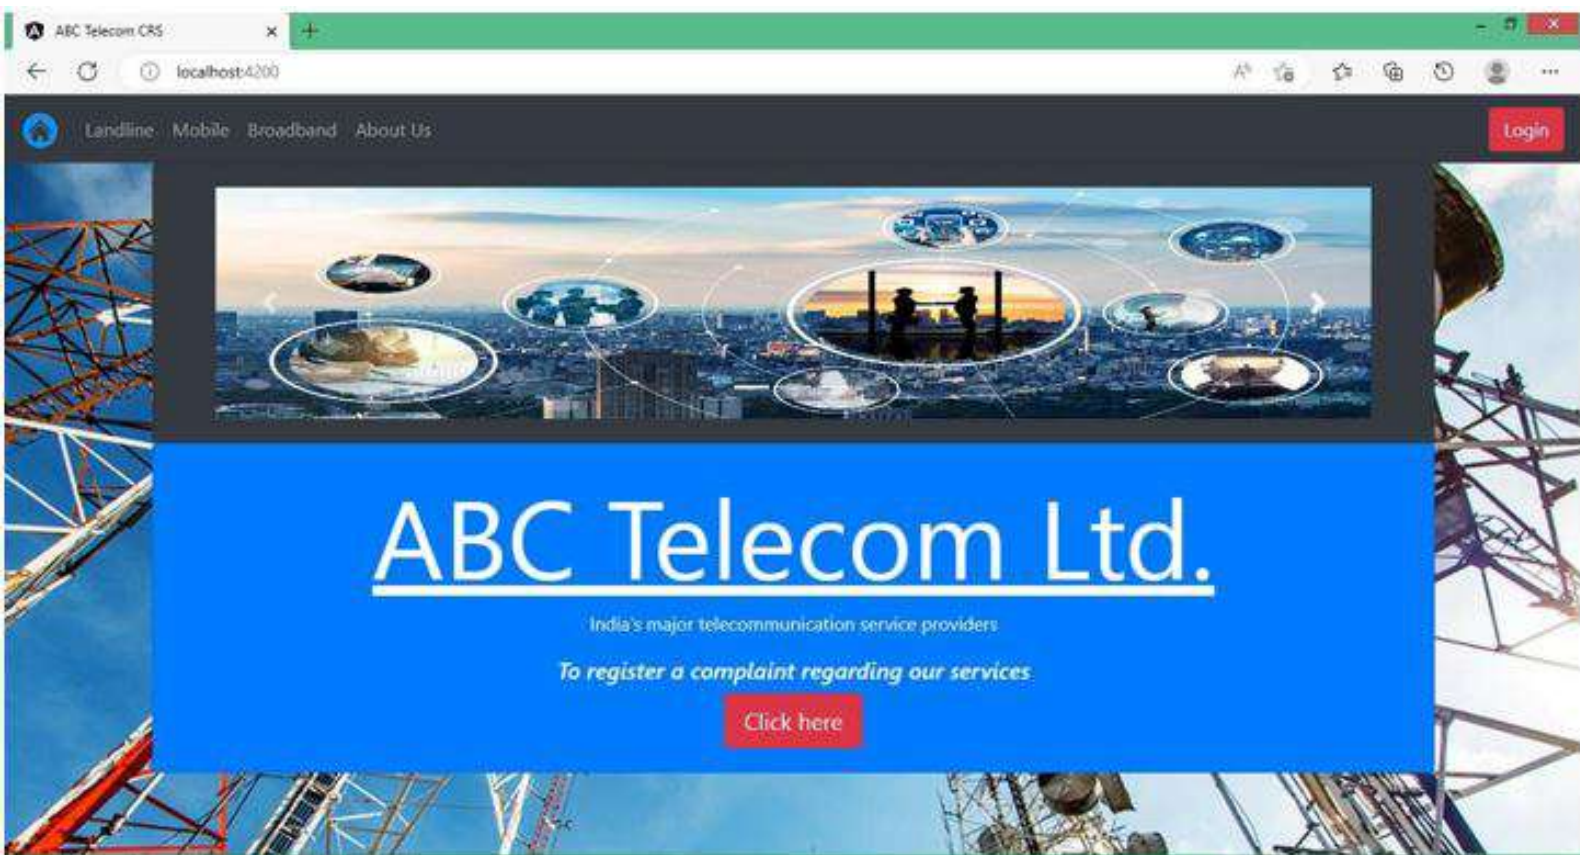 ABC Telecom CRS
localhost:4200
Landline Mobile Broadband About Us
Login
ABC Telecom Ltd.
India's major telecommunication service providers
To register a complaint regarding our services
Click here